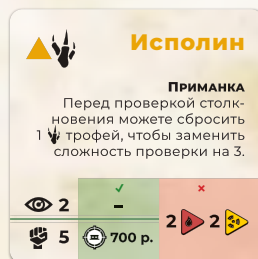 Исполин
Приманка
Перед проверкой столк-
новения можете сбросить
1 трофей, чтобы заменить
сложность проверки на 3.
2 –
2 2
5 700 р.